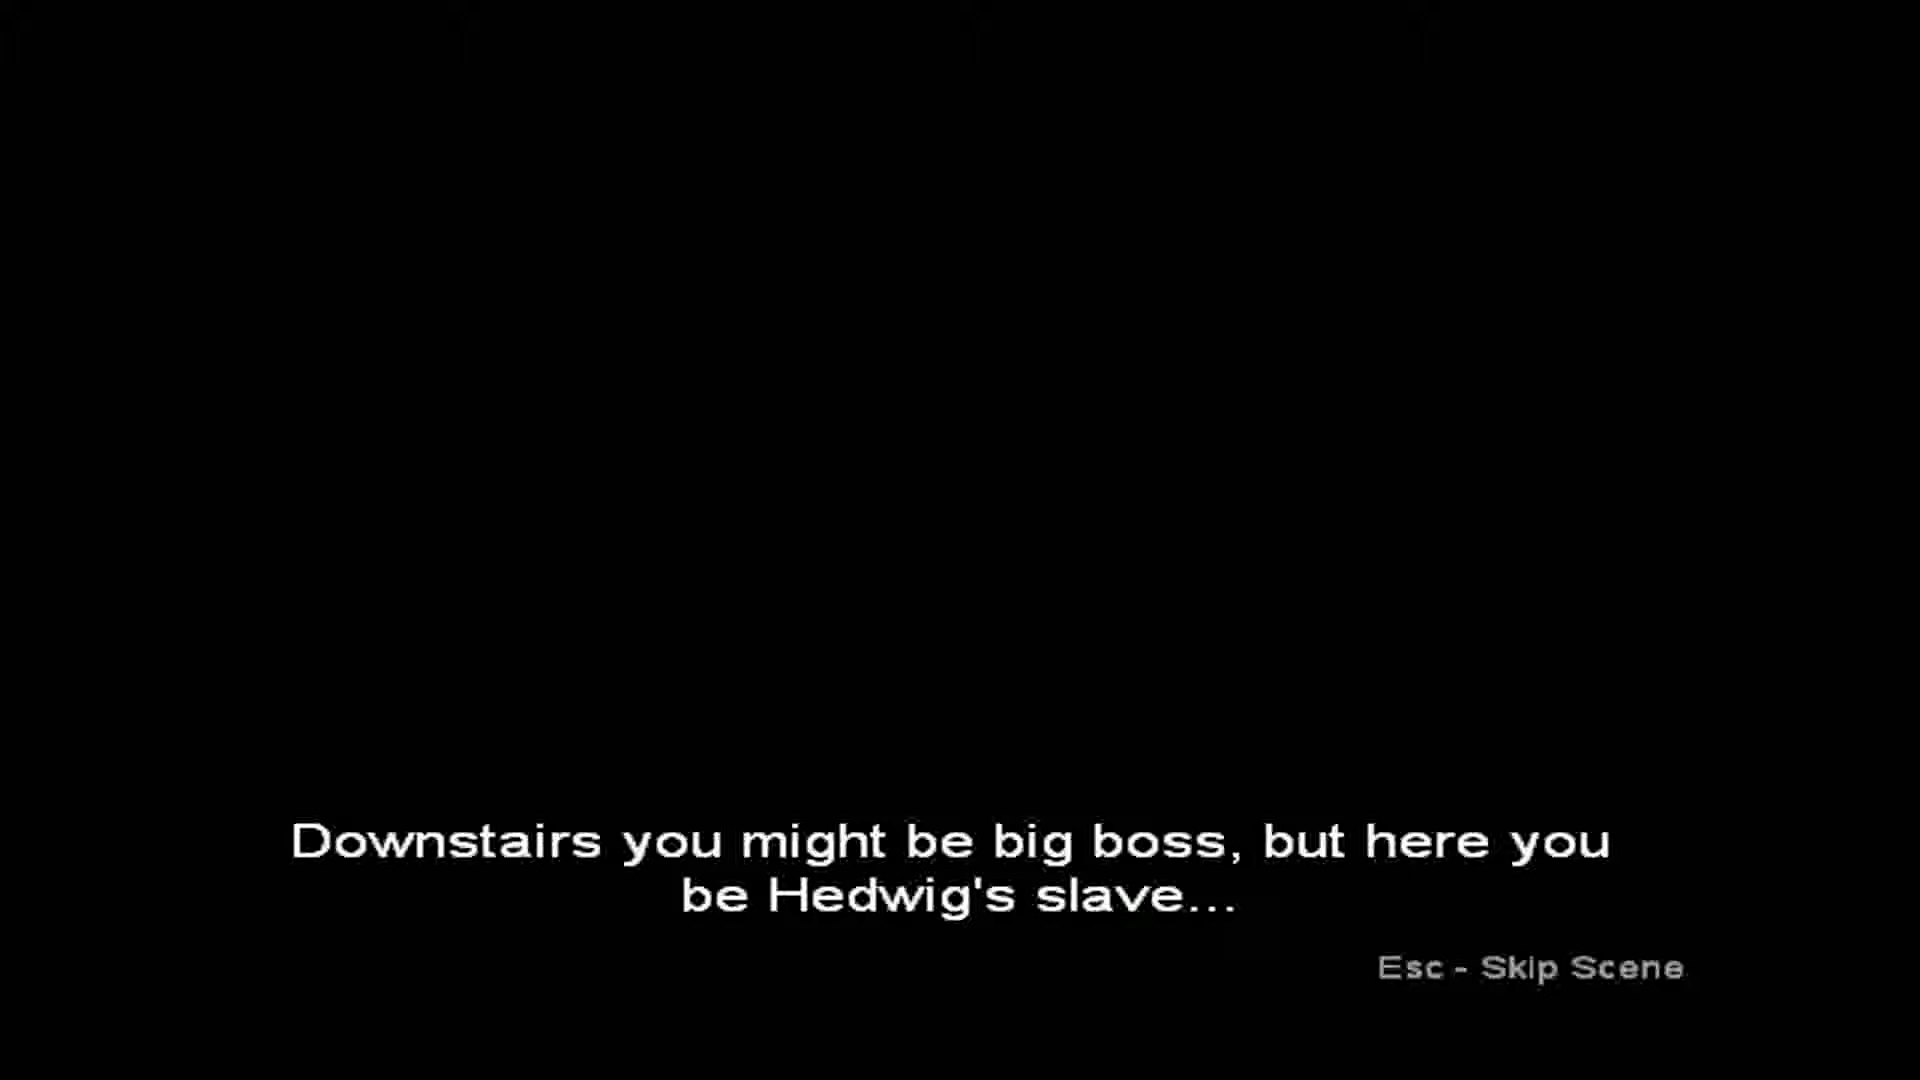 Downstairs you might be big boss, but here you
be Hedwig's slave...
Esc - Skip Scene